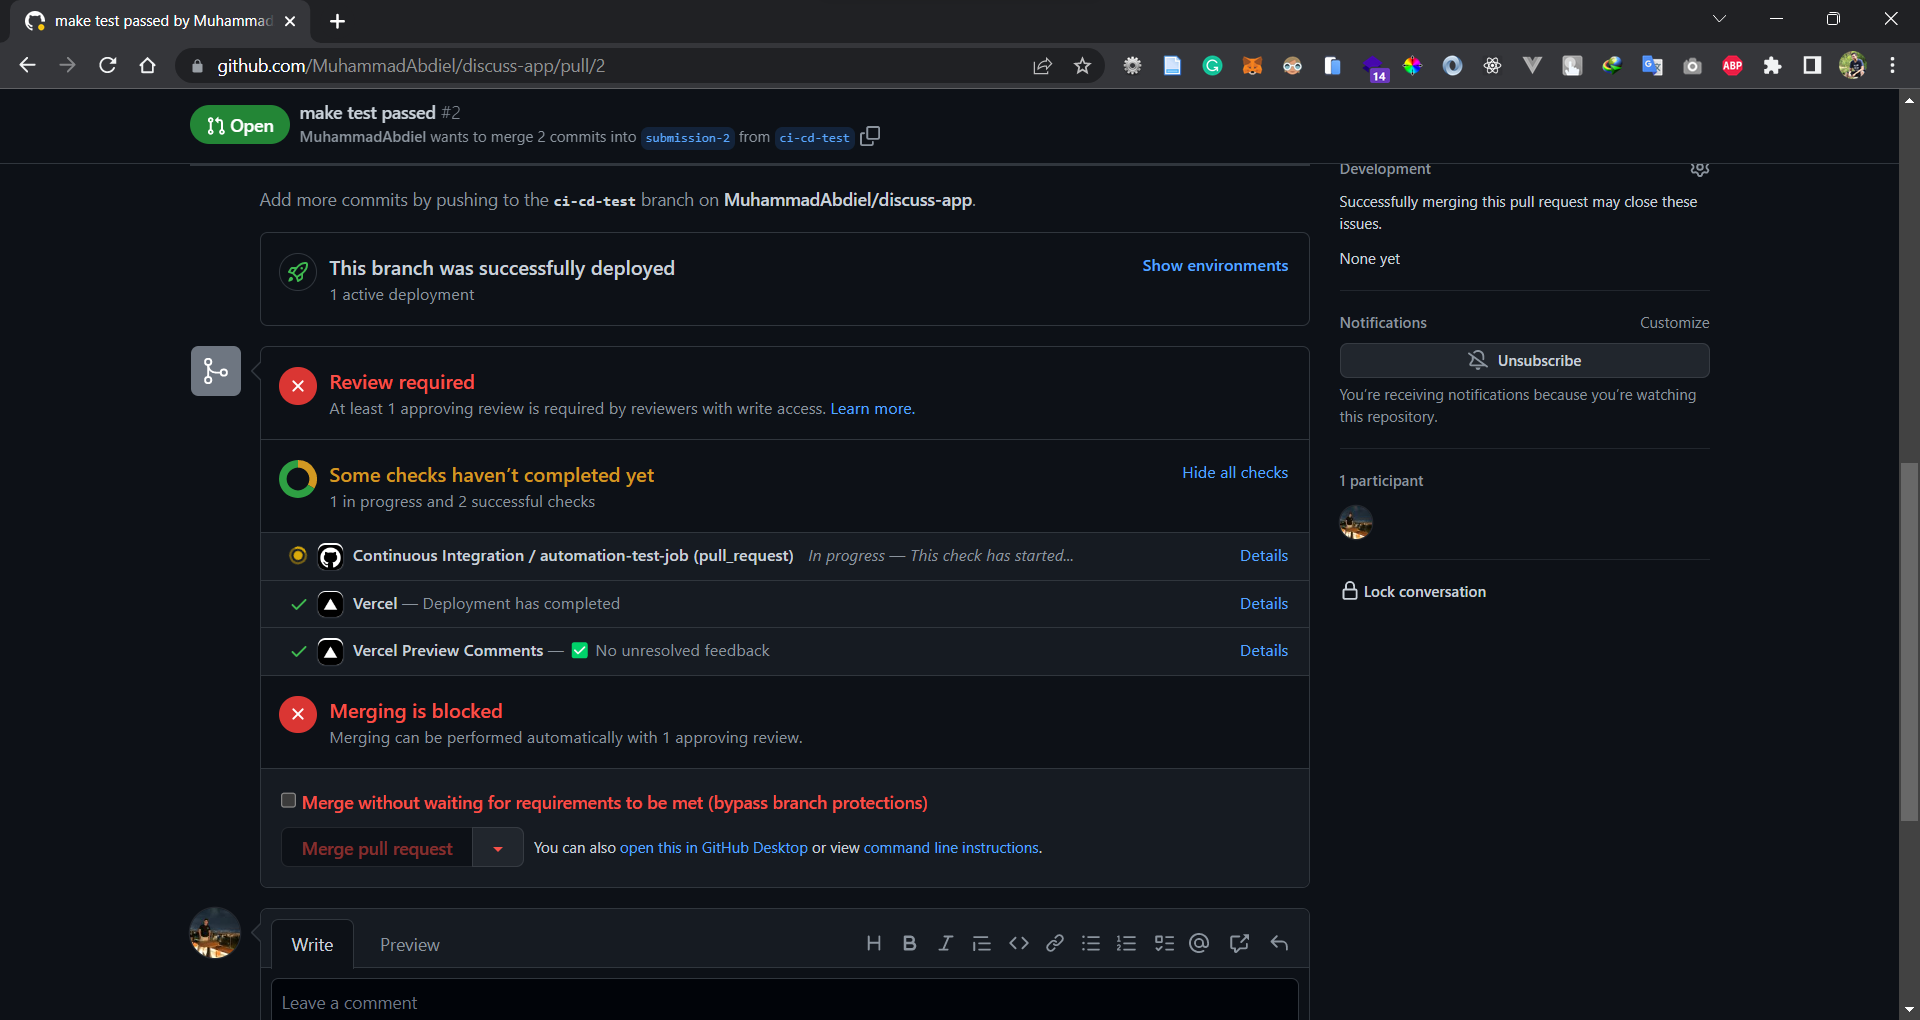 make test passed by Muhammad
github.com/MuhammadAbdiel/discuss-app/pull/2
14
ABP
Open
make test passed #2
MuhammadAbdiel wants to merge 2 commits into submission-2 from ci-cd-test
Add more commits by pushing to the ci-cd-test branch on MuhammadAbdiel/discuss-app.
This branch was successfully deployed
1 active deployment
Show environments
Review required
At least 1 approving review is required by reviewers with write access. Learn more.
Some checks haven't completed yet
1 in progress and 2 successful checks
Hide all checks
Continuous Integration / automation-test-job (pull_request) In progress — This check has started...
Details
Vercel — Deployment has completed
Details
Vercel Preview Comments — ✅ No unresolved feedback
Details
Merging is blocked
Merging can be performed automatically with 1 approving review.
Merge without waiting for requirements to be met (bypass branch protections)
Merge pull request
You can also open this in GitHub Desktop or view command line instructions.
Write
Preview
Leave a comment
Development
Successfully merging this pull request may close these
issues.
None yet
Notifications
Customize
Unsubscribe
You're receiving notifications because you're watching
this repository.
1 participant
Lock conversation